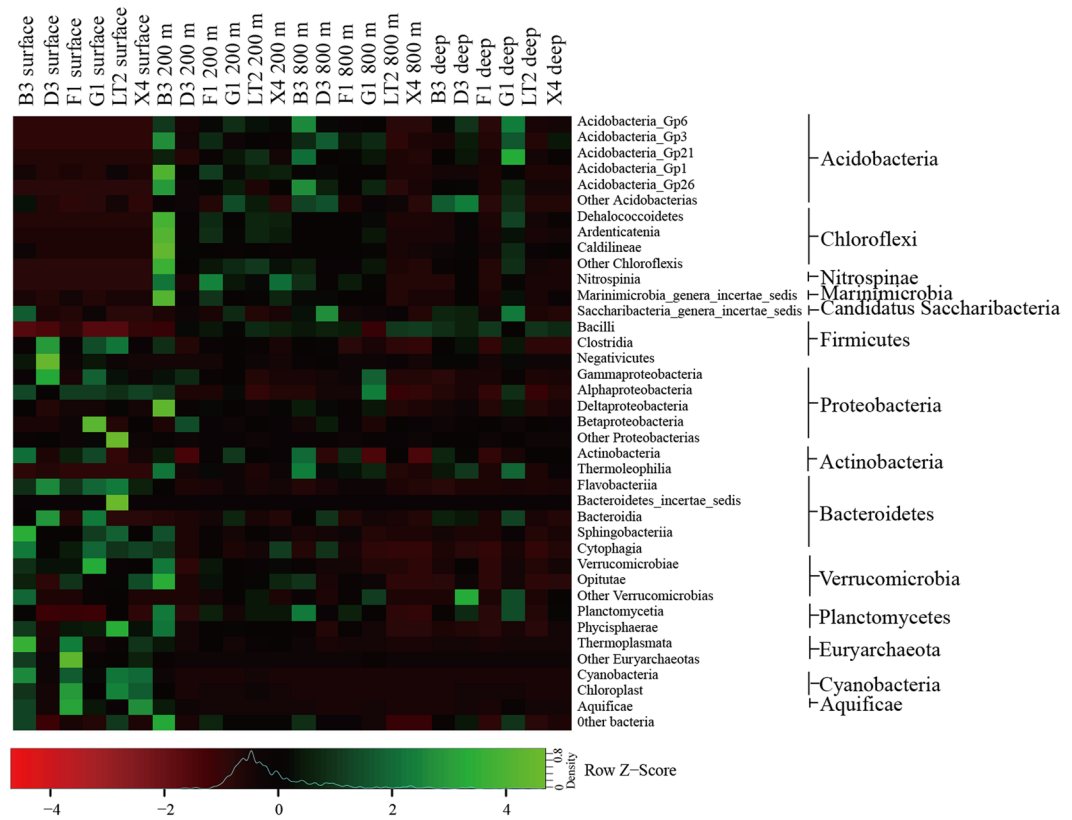 B3 surface
D3 surface
F1 surface
G1 surface
LT2 surface
X4 surface
B3 200 m
D3 200 m
F1 200 m
G1 200 m
LT2 200 m
X4 200 m
B3 800 m
D3 800 m
F1 800 m
G1 800 m
LT2 800 m
X4 800 m
B3 deep
D3 deep
F1 deep
G1 deep
LT2 deep
X4 deep
Acidobacteria_Gp6
Acidobacteria_Gp3
Acidobacteria_Gp21
Acidobacteria_Gp1
Acidobacteria_Gp26
Other Acidobacterias
Dehalococcoidetes
Ardenticatenia
Caldilineae
Other Chloroflexis
Nitrospinia
Marinimicrobia_genera_incertae_sedis
Saccharibacteria_genera_incertae_sedis
Bacilli
Clostridia
Negativicutes
Gammaproteobacteria
Alphaproteobacteria
Deltaproteobacteria
Betaproteobacteria
Other Proteobacterias
Actinobacteria
Thermoleophilia
Flavobacteriia
Bacteroidetes_incertae_sedis
Bacteroidia
Sphingobacteriia
Cytophagia
Verrucomicrobiae
Opitutae
Other Verrucomicrobias
Planctomycetia
Phycisphaerae
Thermoplasmata
Other Euryarchaeotas
Cyanobacteria
Chloroplast
Aquificae
0ther bacteria
Acidobacteria
Chloroflexi
Nitrospinae
Marinimicrobia
Candidatus Saccharibacteria
Firmicutes
Proteobacteria
Actinobacteria
Bacteroidetes
Verrucomicrobia
Planctomycetes
Euryarchaeota
Cyanobacteria
Aquificae
0 0.8
Density
Row Z−Score
−4 −2 0 2 4